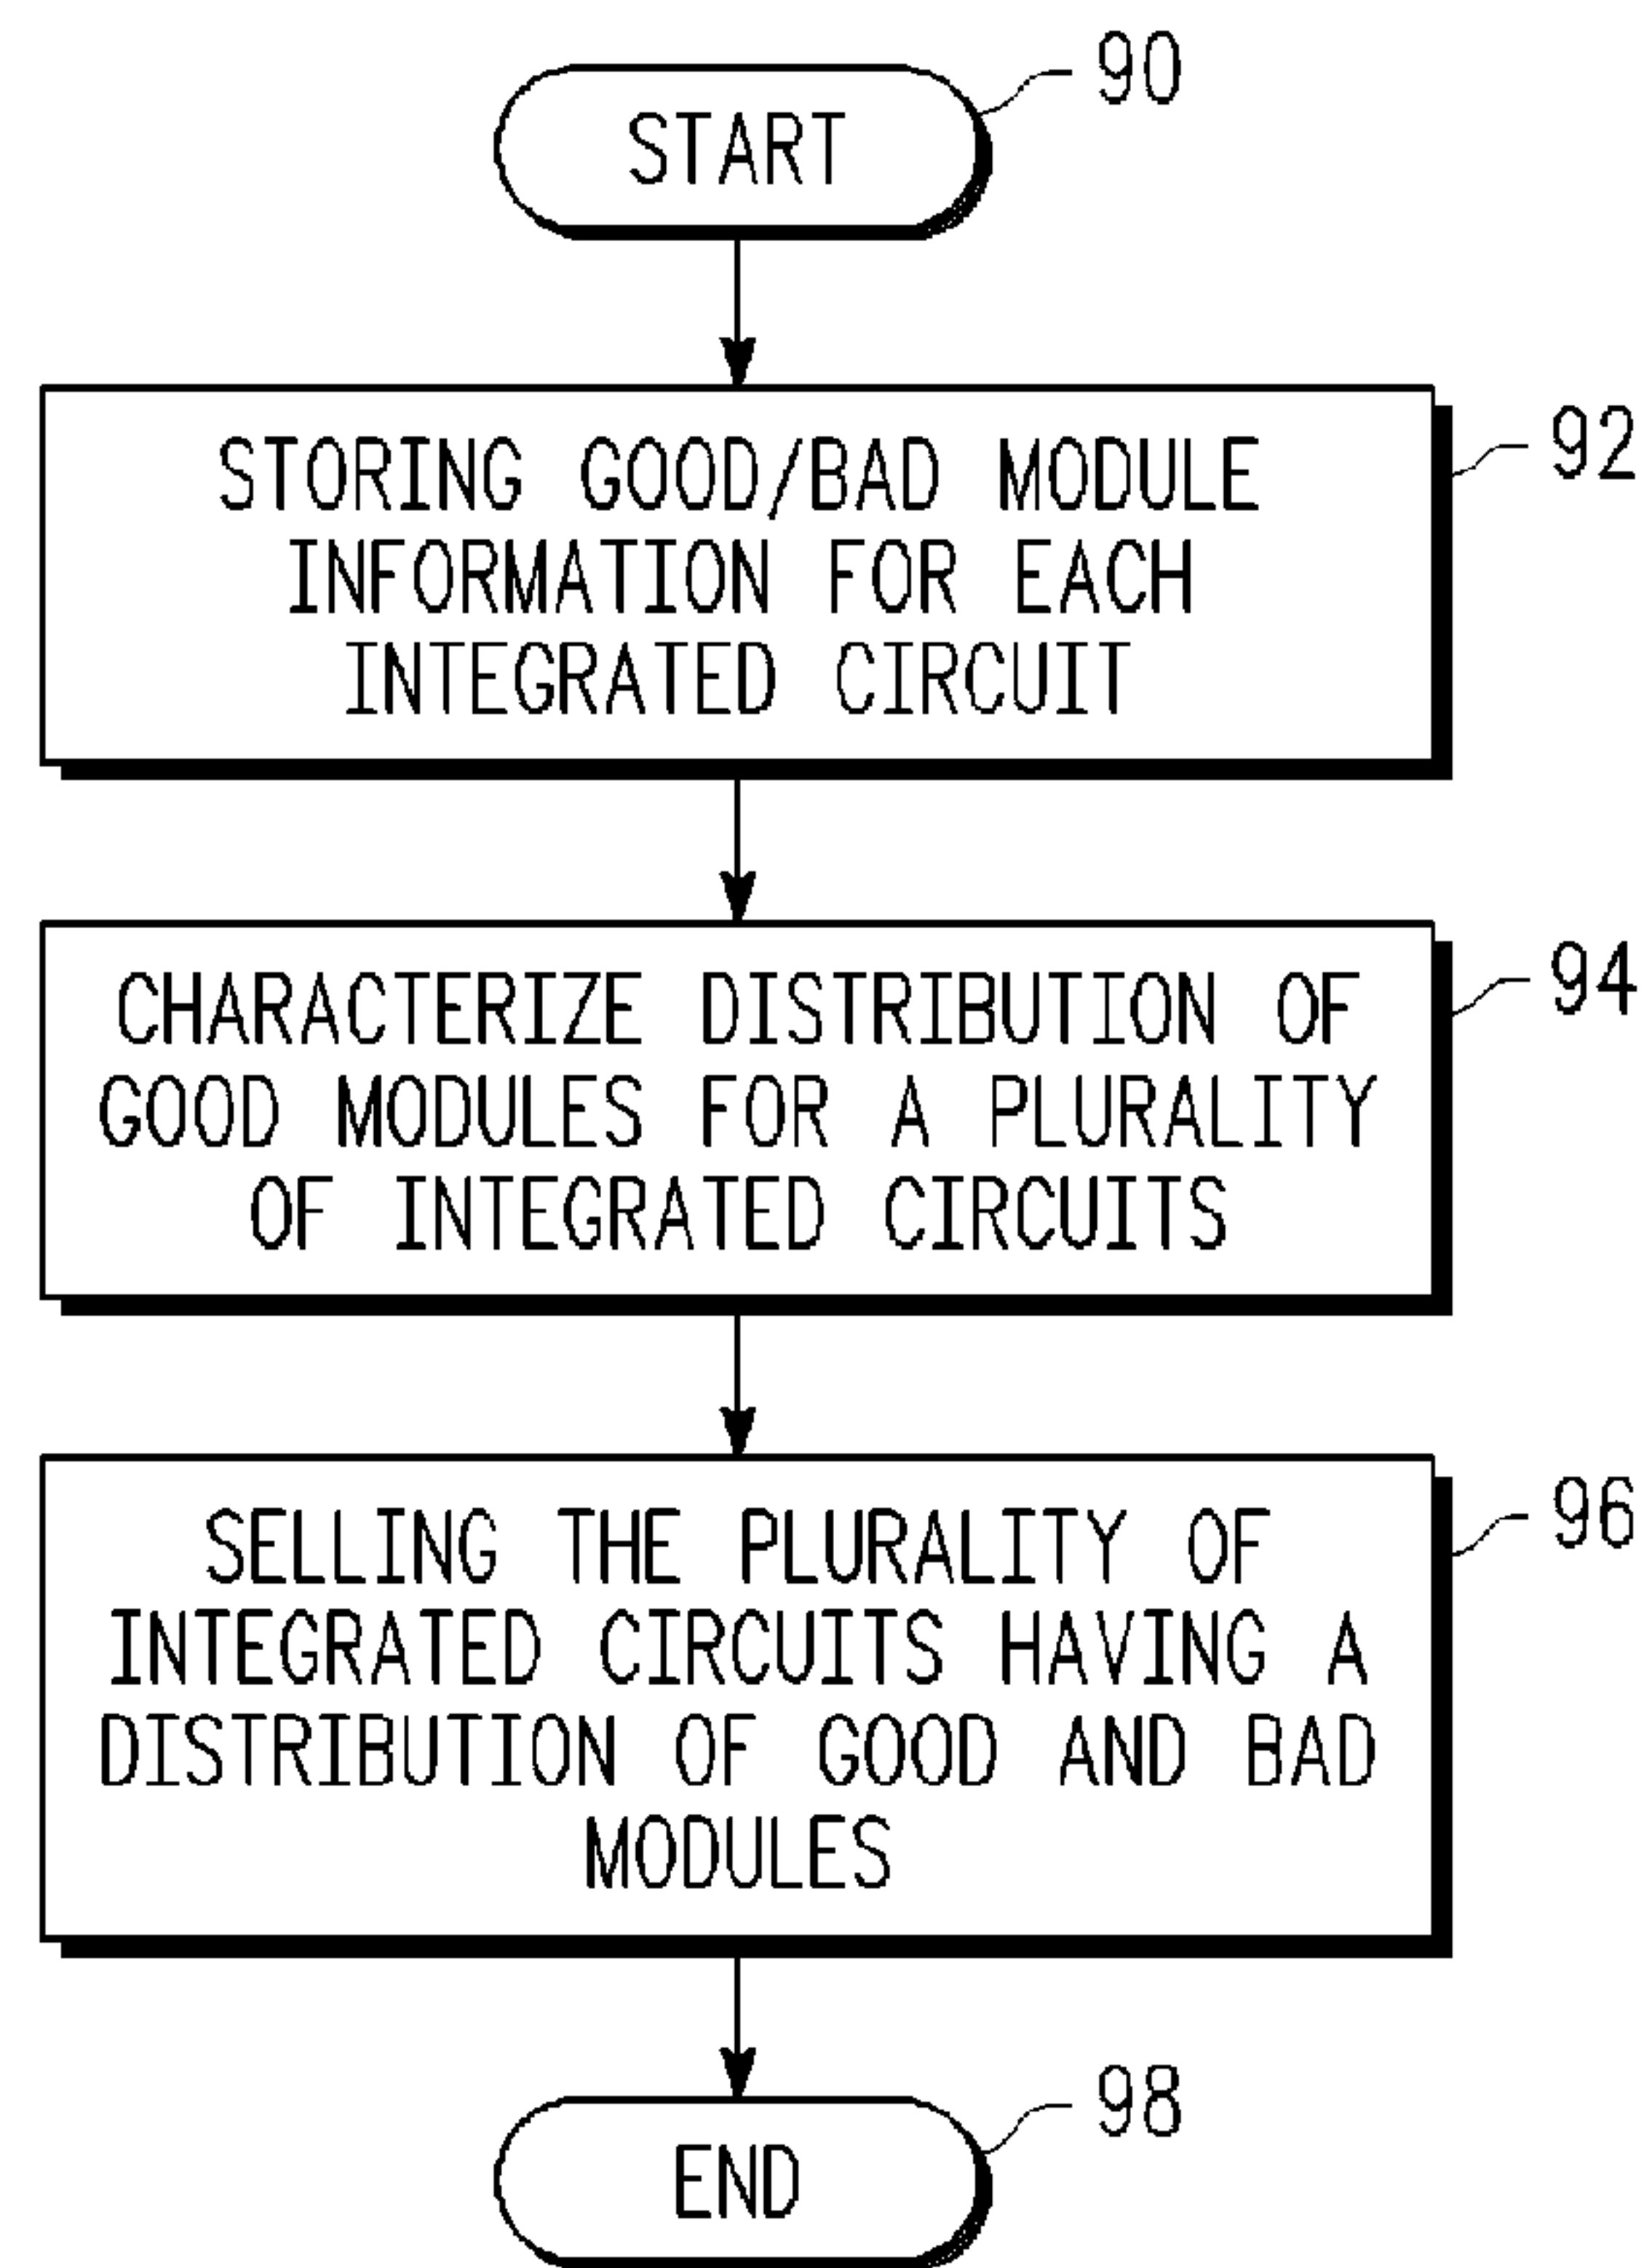 90
START
92
STORING GOOD/BAD MODULE
INFORMATION FOR EACH
INTEGRATED CIRCUIT
94
CHARACTERIZE DISTRIBUTION OF
GOOD MODULES FOR A PLURALITY
OF INTEGRATED CIRCUITS
96
SELLING THE PLURALITY OF
INTEGRATED CIRCUITS HAVING A
DISTRIBUTION OF GOOD AND BAD
MODULES
98
END